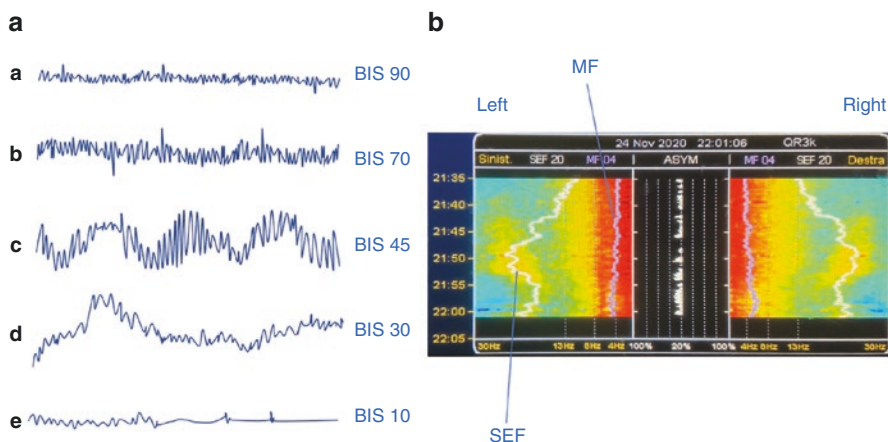 a
a BIS 90
b BIS 70
c BIS 45
d BIS 30
e BIS 10
b
MF
Left Right
24 Nov 2020 22:01:06 QR3k
Sinist. SEF 20 MF 04 ASYM MF 04 SEF 20 Destra
21:35
21:40
21:45
21:50
21:55
22:00
22:05
30Hz 13Hz 8Hz 4Hz 100% 20% 100% 4Hz 8Hz 13Hz 30Hz
SEF